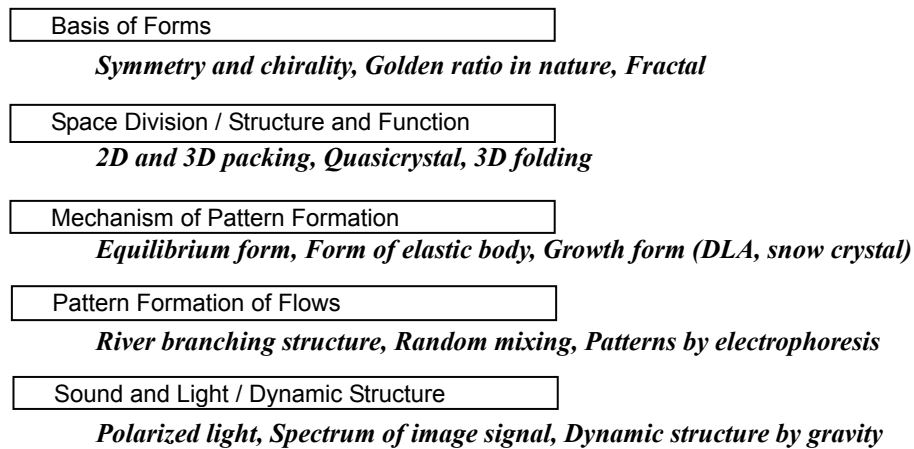 Basis of Forms
Symmetry and chirality, Golden ratio in nature, Fractal
Space Division / Structure and Function
2D and 3D packing, Quasicrystal, 3D folding
Mechanism of Pattern Formation
Equilibrium form, Form of elastic body, Growth form (DLA, snow crystal)
Pattern Formation of Flows
River branching structure, Random mixing, Patterns by electrophoresis
Sound and Light / Dynamic Structure
Polarized light, Spectrum of image signal, Dynamic structure by gravity